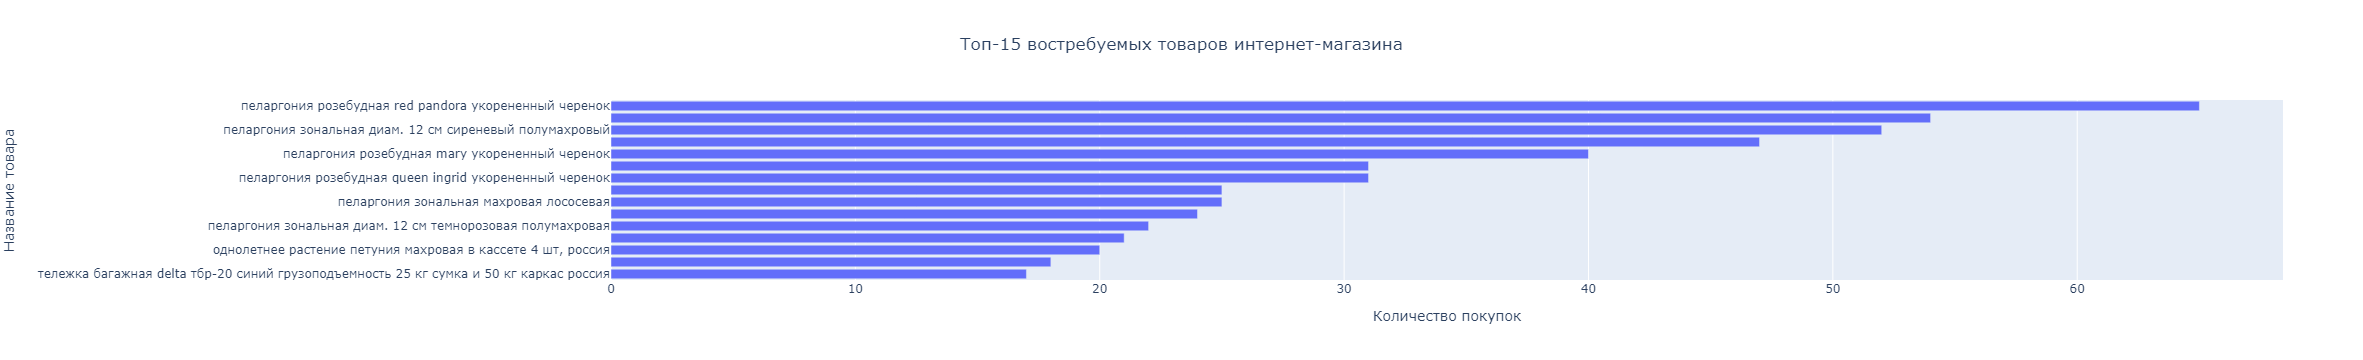 Топ-15 востребуемых товаров интернет-магазина
Название товара
пеларгония розебудная red pandora укорененный черенок
пеларгония зональная диам. 12 см сиреневый полумахровый
пеларгония розебудная mary укорененный черенок
пеларгония розебудная queen ingrid укорененный черенок
пеларгония зональная махровая лососевая
пеларгония зональная диам. 12 см темнорозовая полумахровая
однолетнее растение петуния махровая в кассете 4 шт, россия
тележка багажная delta тбр-20 синий грузоподъемность 25 кг сумка и 50 кг каркас россия
0 10 20 30 40 50 60
Количество покупок